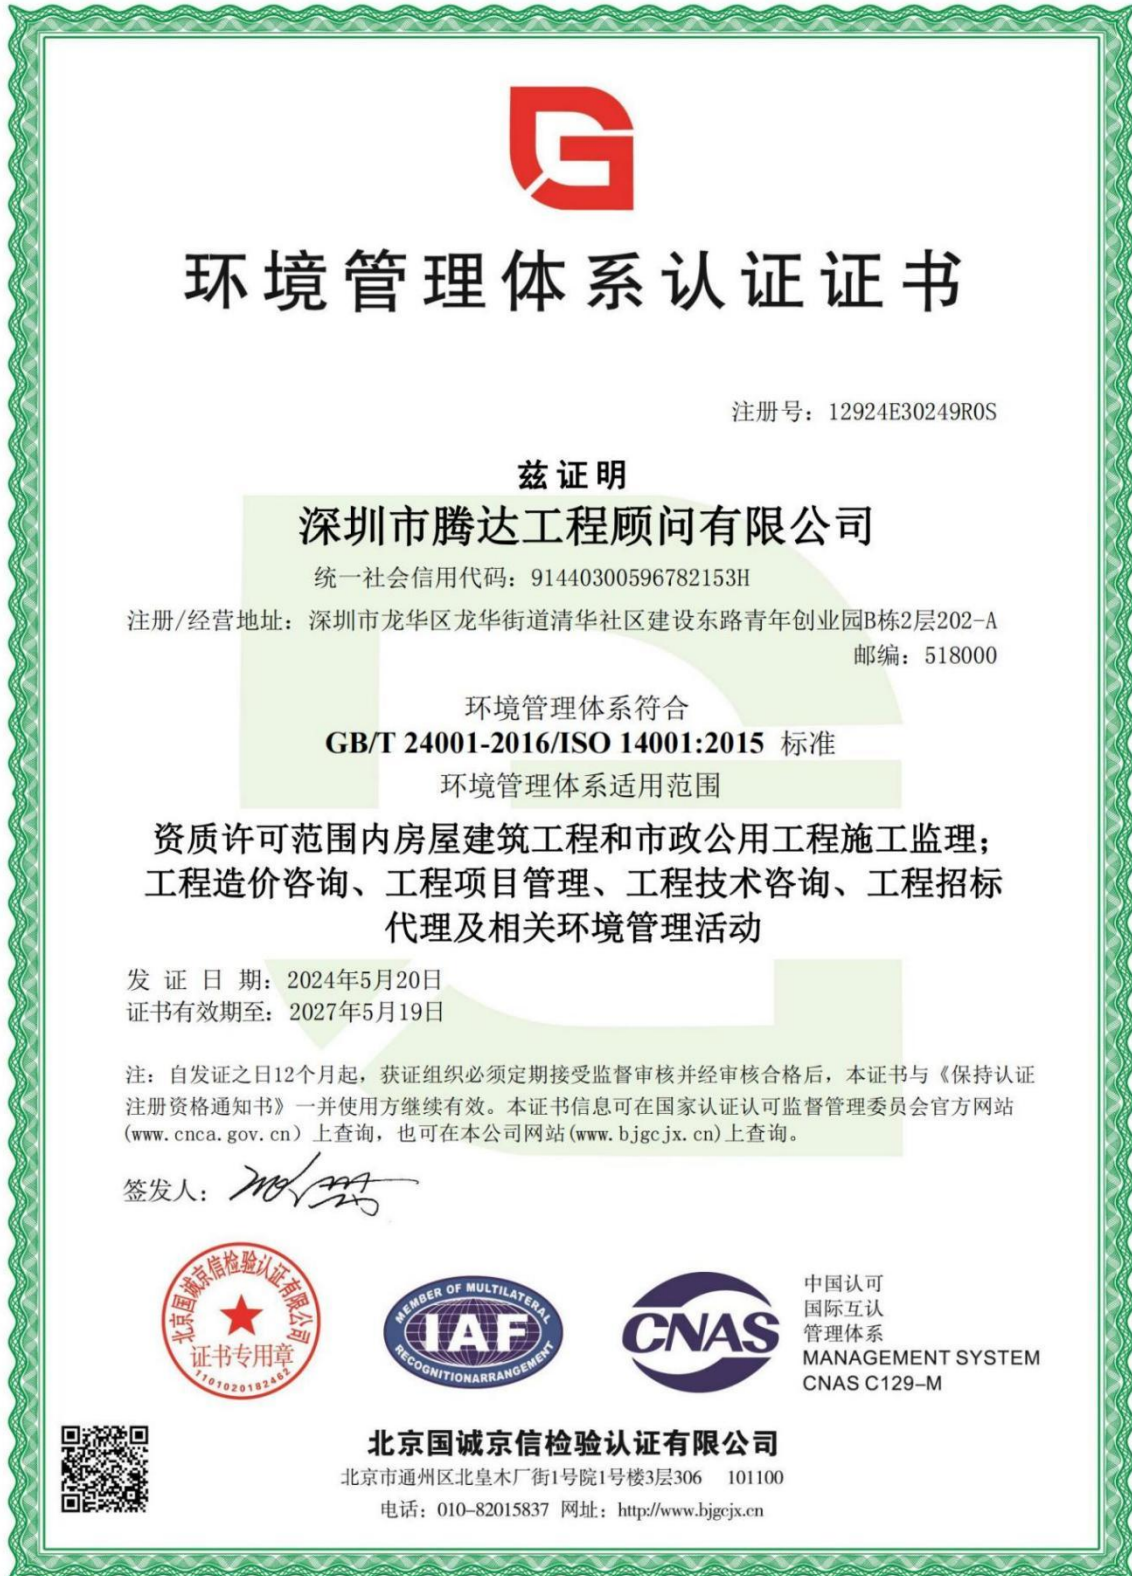 环境管理体系认证证书
注册号：12924E30249R0S
兹证明
深圳市腾达工程顾问有限公司
统一社会信用代码：91440300596782153H
注册/经营地址：深圳市龙华区龙华街道清华社区建设东路青年创业园B栋2层202-A
邮编：518000
环境管理体系符合
GB/T 24001-2016/ISO 14001:2015 标准
环境管理体系适用范围
资质许可范围内房屋建筑工程和市政公用工程施工监理；
工程造价咨询、工程项目管理、工程技术咨询、工程招标
代理及相关环境管理活动
发证日期：2024年5月20日
证书有效期至：2027年5月19日
注：自发证之日12个月起，获证组织必须定期接受监督审核并经审核合格后，本证书与《保持认证
注册资格通知书》一并使用方继续有效。本证书信息可在国家认证认可监督管理委员会官方网站
(www.cnca.gov.cn）上查询，也可在本公司网站(www.bjgcjx.cn)上查询。
签发人：
北京国诚京信检验认证有限公司
证书专用章
1101020182462
MEMBER OF MULTILATERAL
IAF
RECOGNITIONARRANGEMENT
CNAS
中国认可
国际互认
管理体系
MANAGEMENT SYSTEM
CNAS C129-M
北京国诚京信检验认证有限公司
北京市通州区北皇木厂街1号院1号楼3层306 101100
电话：010-82015837 网址：http://www.bjgcjx.cn